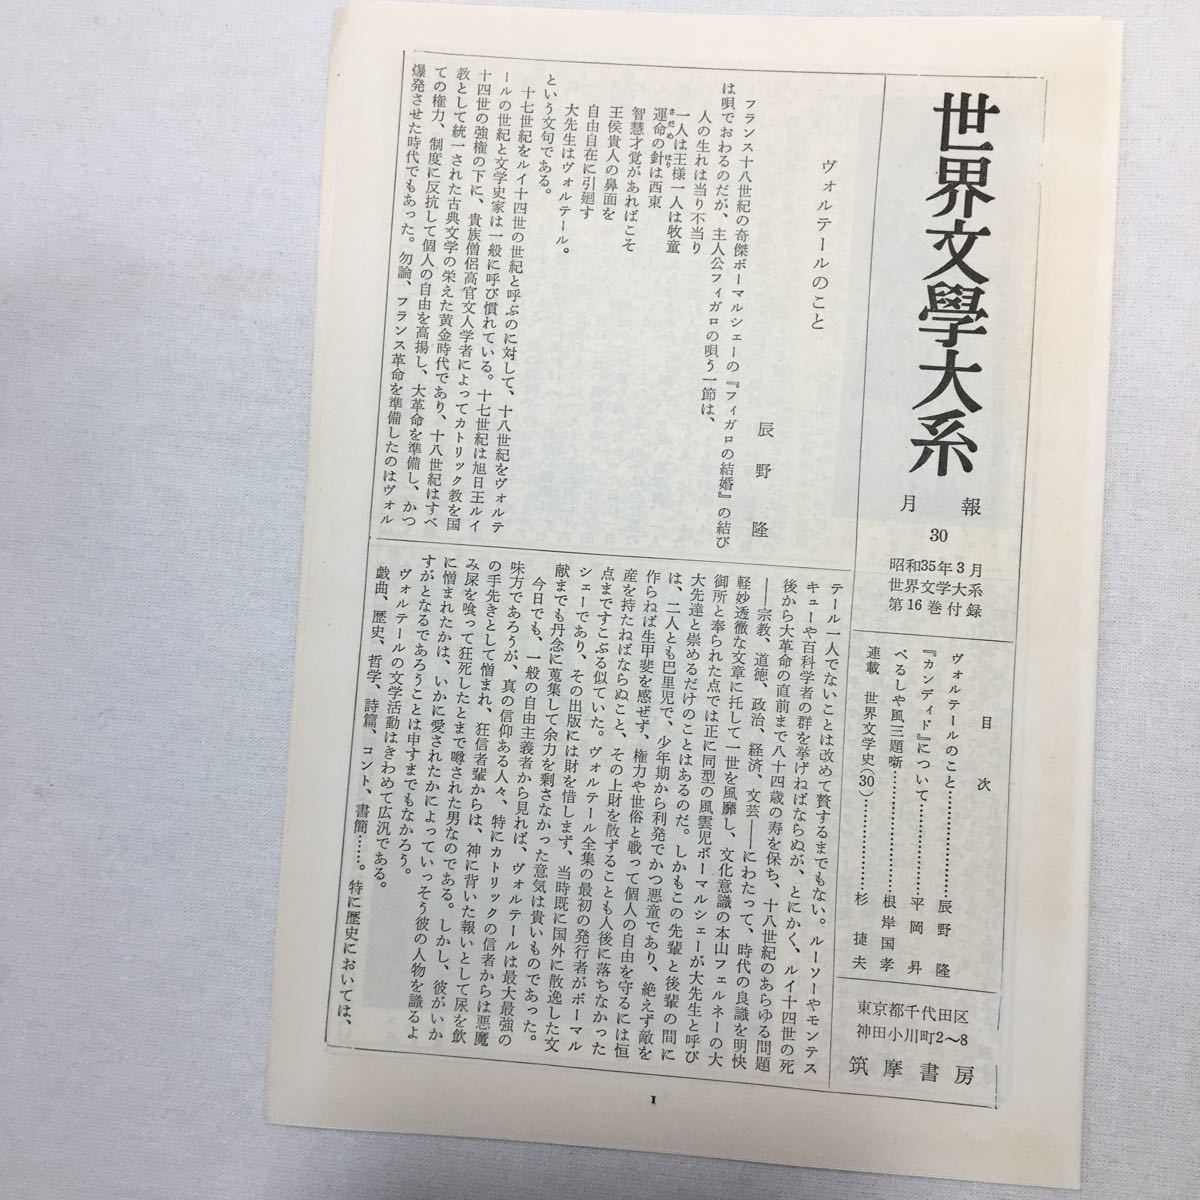 世界文學大系
月報
30
昭和35年3月
世界文学大系
第16巻付録
目次
ヴォルテールのこと…………………辰野隆
『カンディド』について……………平岡昇
ぺるしや風三題噺……………………根岸国孝
連載 世界文学史(30)………………杉捷夫
東京都千代田区
神田小川町2〜8
筑摩書房
ヴォルテールのこと
辰野隆
フランス十八世紀の奇傑ボーマルシェーの『フィガロの結婚』の結び
は唄でおわるのだが、主人公フィガロの唄う一節は、
人の生れは当り不当り
一人は王様一人は牧童
運命の針は西東
さだめ はり
智慧才覚があればこそ
王侯貴人の鼻面を
自由自在に引廻す
大先生はヴォルテール。
という文句である。
十七世紀をルイ十四世の世紀と呼ぶのに対して、十八世紀をヴォルテ
ールの世紀と文学史家は一般に呼び慣れている。十七世紀は旭日王ルイ
十四世の強権の下に、貴族僧侶高官文人学者によってカトリック教を国
教として統一された古典文学の栄えた黄金時代であり、十八世紀はすべ
ての権力、制度に反抗して個人の自由を高揚し、大革命を準備し、かつ
爆発させた時代でもあった。勿論、フランス革命を準備したのはヴォル
テール一人でないことは改めて贅するまでもない。ルーソーやモンテス
キューや百科学者の群を挙げねばならぬが、とにかく、ルイ十四世の死
後から大革命の直前まで八十四歳の寿を保ち、十八世紀のあらゆる問題
――宗教、道徳、政治、経済、文芸――にわたって、時代の良識を明快
軽妙透徹な文章に托して一世を風靡し、文化意識の本山フェルネーの大
御所と奉られた点では正に同型の風雲児ボーマルシェーが大先生と呼び
大先達と崇めるだけのことはあるのだ。しかもこの先輩と後輩の間に
は、二人とも巴里児で、少年期から利発でかつ悪童であり、絶えず敵を
作らねば生甲斐を感ぜず、権力や世俗と戦って個人の自由を守るには恒
産を持たねばならぬこと、その上財を散ずることも人後に落ちなかった
点まですこぶる似ていた。ヴォルテール全集の最初の発行者がボーマル
シェーであり、その出版には財を惜しまず、当時既に国外に散逸した文
献までも丹念に蒐集して余力を剰さなかった意気は貴いものであった。
今日でも、一般の自由主義者から見れば、ヴォルテールは最大最強の
味方であろうが、真の信仰ある人々、特にカトリックの信者からは悪魔
の手先きとして憎まれ、狂信者輩からは、神に背いた報いとして尿を飲
み屎を喰って狂死したとまで噂された男なのである。しかし、彼がいか
に憎まれたかは、いかに愛されたかによっていっそう彼の人物を識るよ
すがとなるであろうことは申すまでもなかろう。
ヴォルテールの文学活動はきわめて広汎である。
戯曲、歴史、哲学、詩篇、コント、書簡……。特に歴史においては、
1